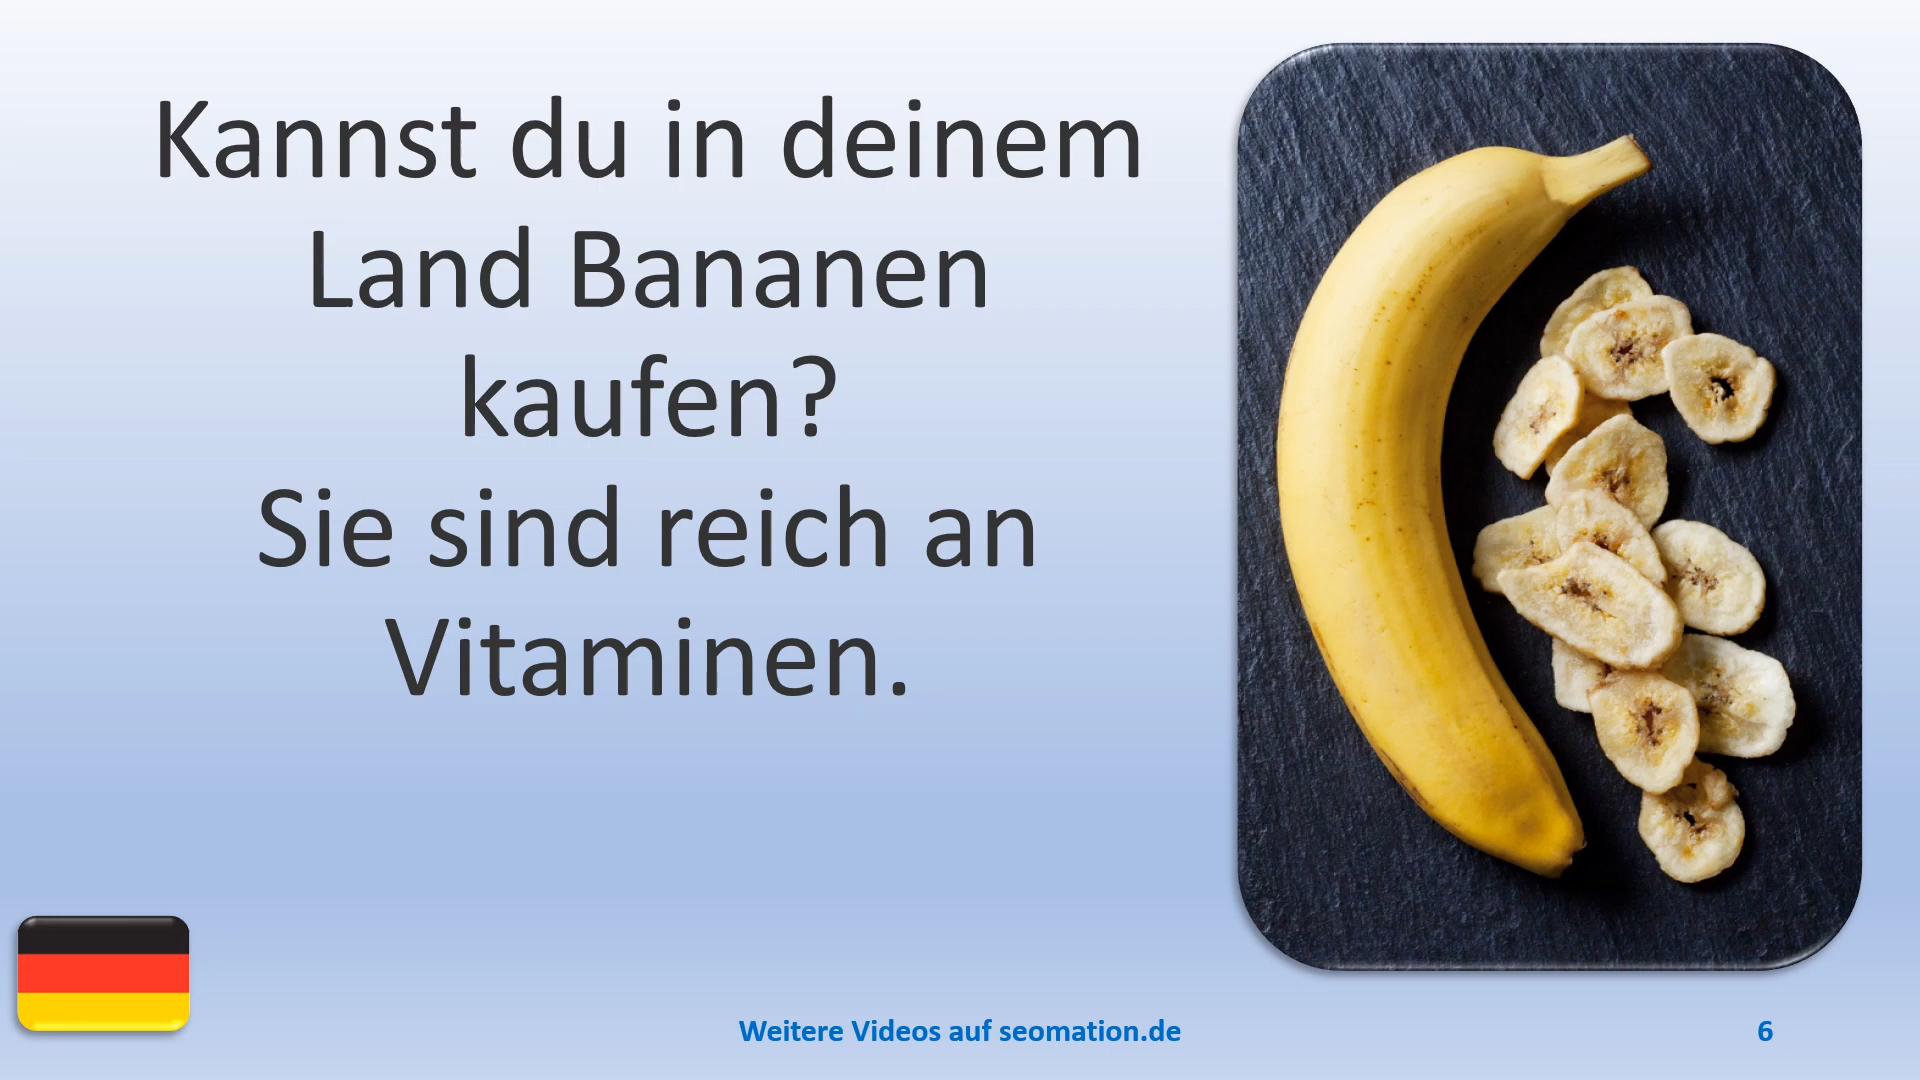 Kannst du in deinem
Land Bananen
kaufen?
Sie sind reich an
Vitaminen.
Weitere Videos auf seomation.de
6